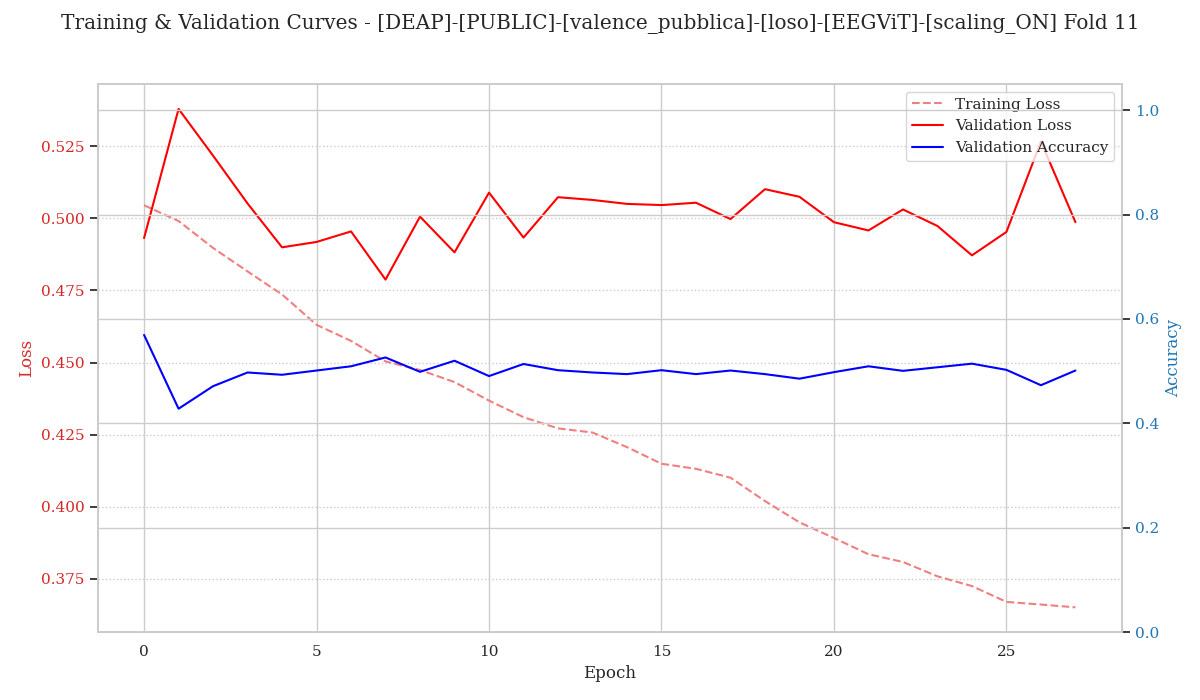 Training & Validation Curves - [DEAP]-[PUBLIC]-[valence_pubblica]-[loso]-[EEGViT]-[scaling_ON] Fold 11
Training Loss
Validation Loss
Validation Accuracy
Loss
0.525
0.500
0.475
0.450
0.425
0.400
0.375
1.0
0.8
0.6
0.4
0.2
0.0
Accuracy
0 5 10 15 20 25
Epoch